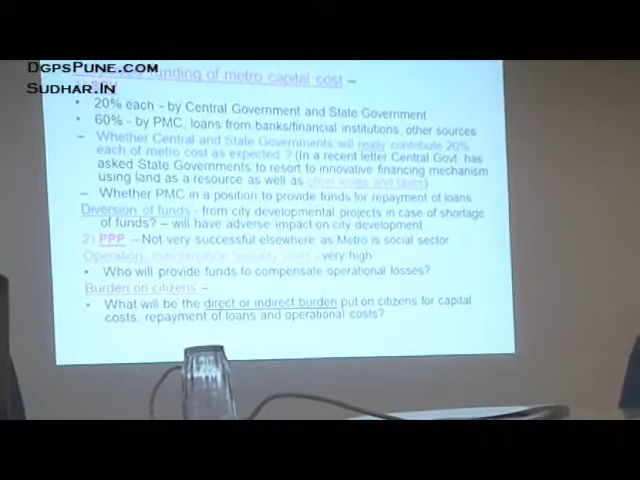 DgpsPune.com
funding of metro capital cost –
Sudhar.In
• 20% each - by Central Government and State Government
• 60% - by PMC, loans from banks/financial institutions, other sources
– Whether Central and State Governments will really contribute 20%
each of metro cost as expected ? (In a recent letter Central Govt. has
asked State Governments to resort to innovative financing mechanism
using land as a resource as well as other levies and taxes)
– Whether PMC in a position to provide funds for repayment of loans.
Diversion of funds - from city developmental projects in case of shortage
of funds? – will have adverse impact on city development
2) PPP – Not very successful elsewhere as Metro is social sector
Operation, maintenance, security costs very high
• Who will provide funds to compensate operational losses?
Burden on citizens –
• What will be the direct or indirect burden put on citizens for capital
costs, repayment of loans and operational costs?